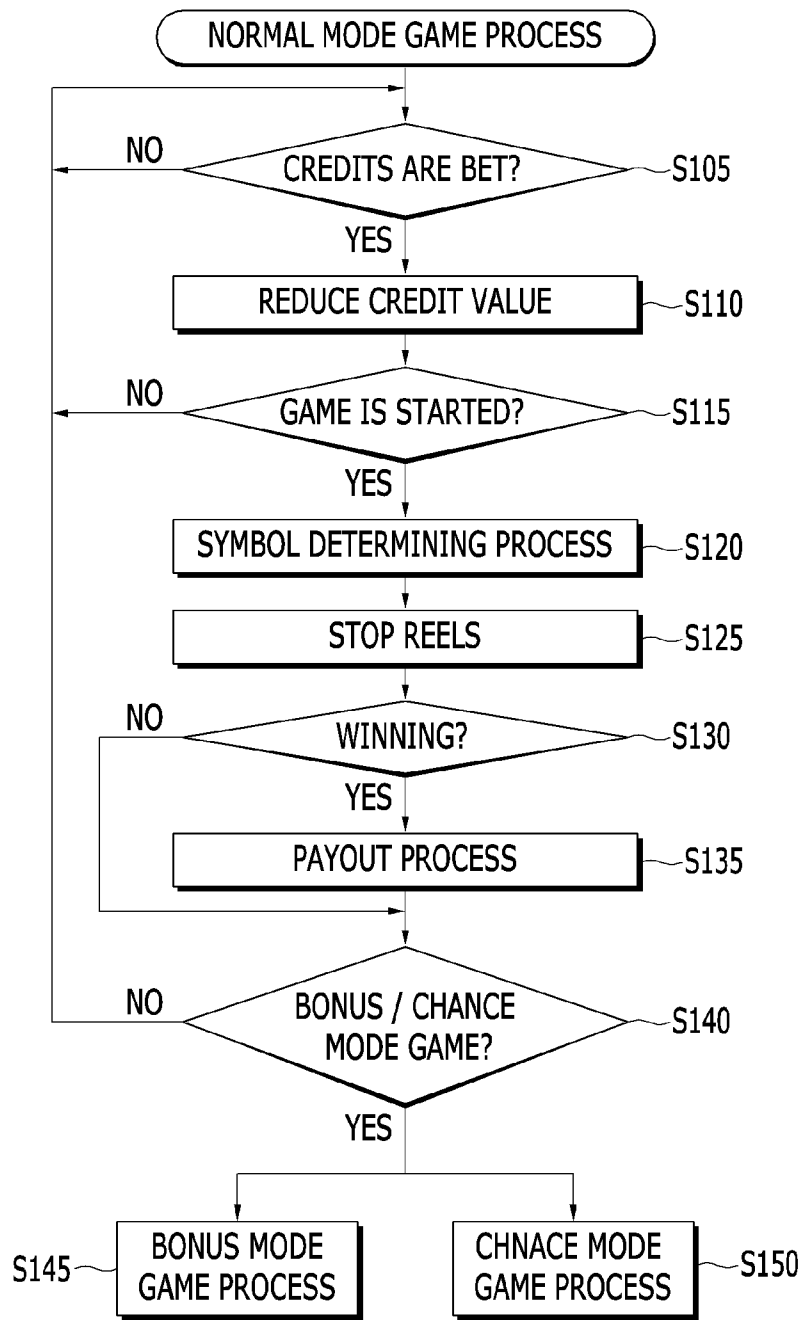 NORMAL MODE GAME PROCESS
NO
CREDITS ARE BET?
S105
YES
REDUCE CREDIT VALUE
S110
NO
GAME IS STARTED?
S115
YES
SYMBOL DETERMINING PROCESS
S120
STOP REELS
S125
NO
WINNING?
S130
YES
PAYOUT PROCESS
S135
NO
BONUS / CHANCE
MODE GAME?
S140
YES
S145
BONUS MODE
GAME PROCESS
CHNACE MODE
GAME PROCESS
S150